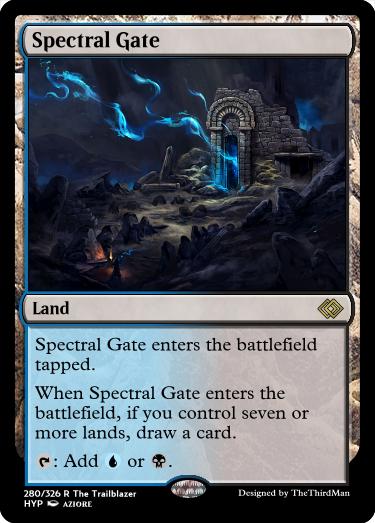 Spectral Gate
Land
Spectral Gate enters the battlefield
tapped.
When Spectral Gate enters the
battlefield, if you control seven or
more lands, draw a card.
: Add or .
280/326 R The Trailblazer
HYP AZIORE
Designed by TheThirdMan